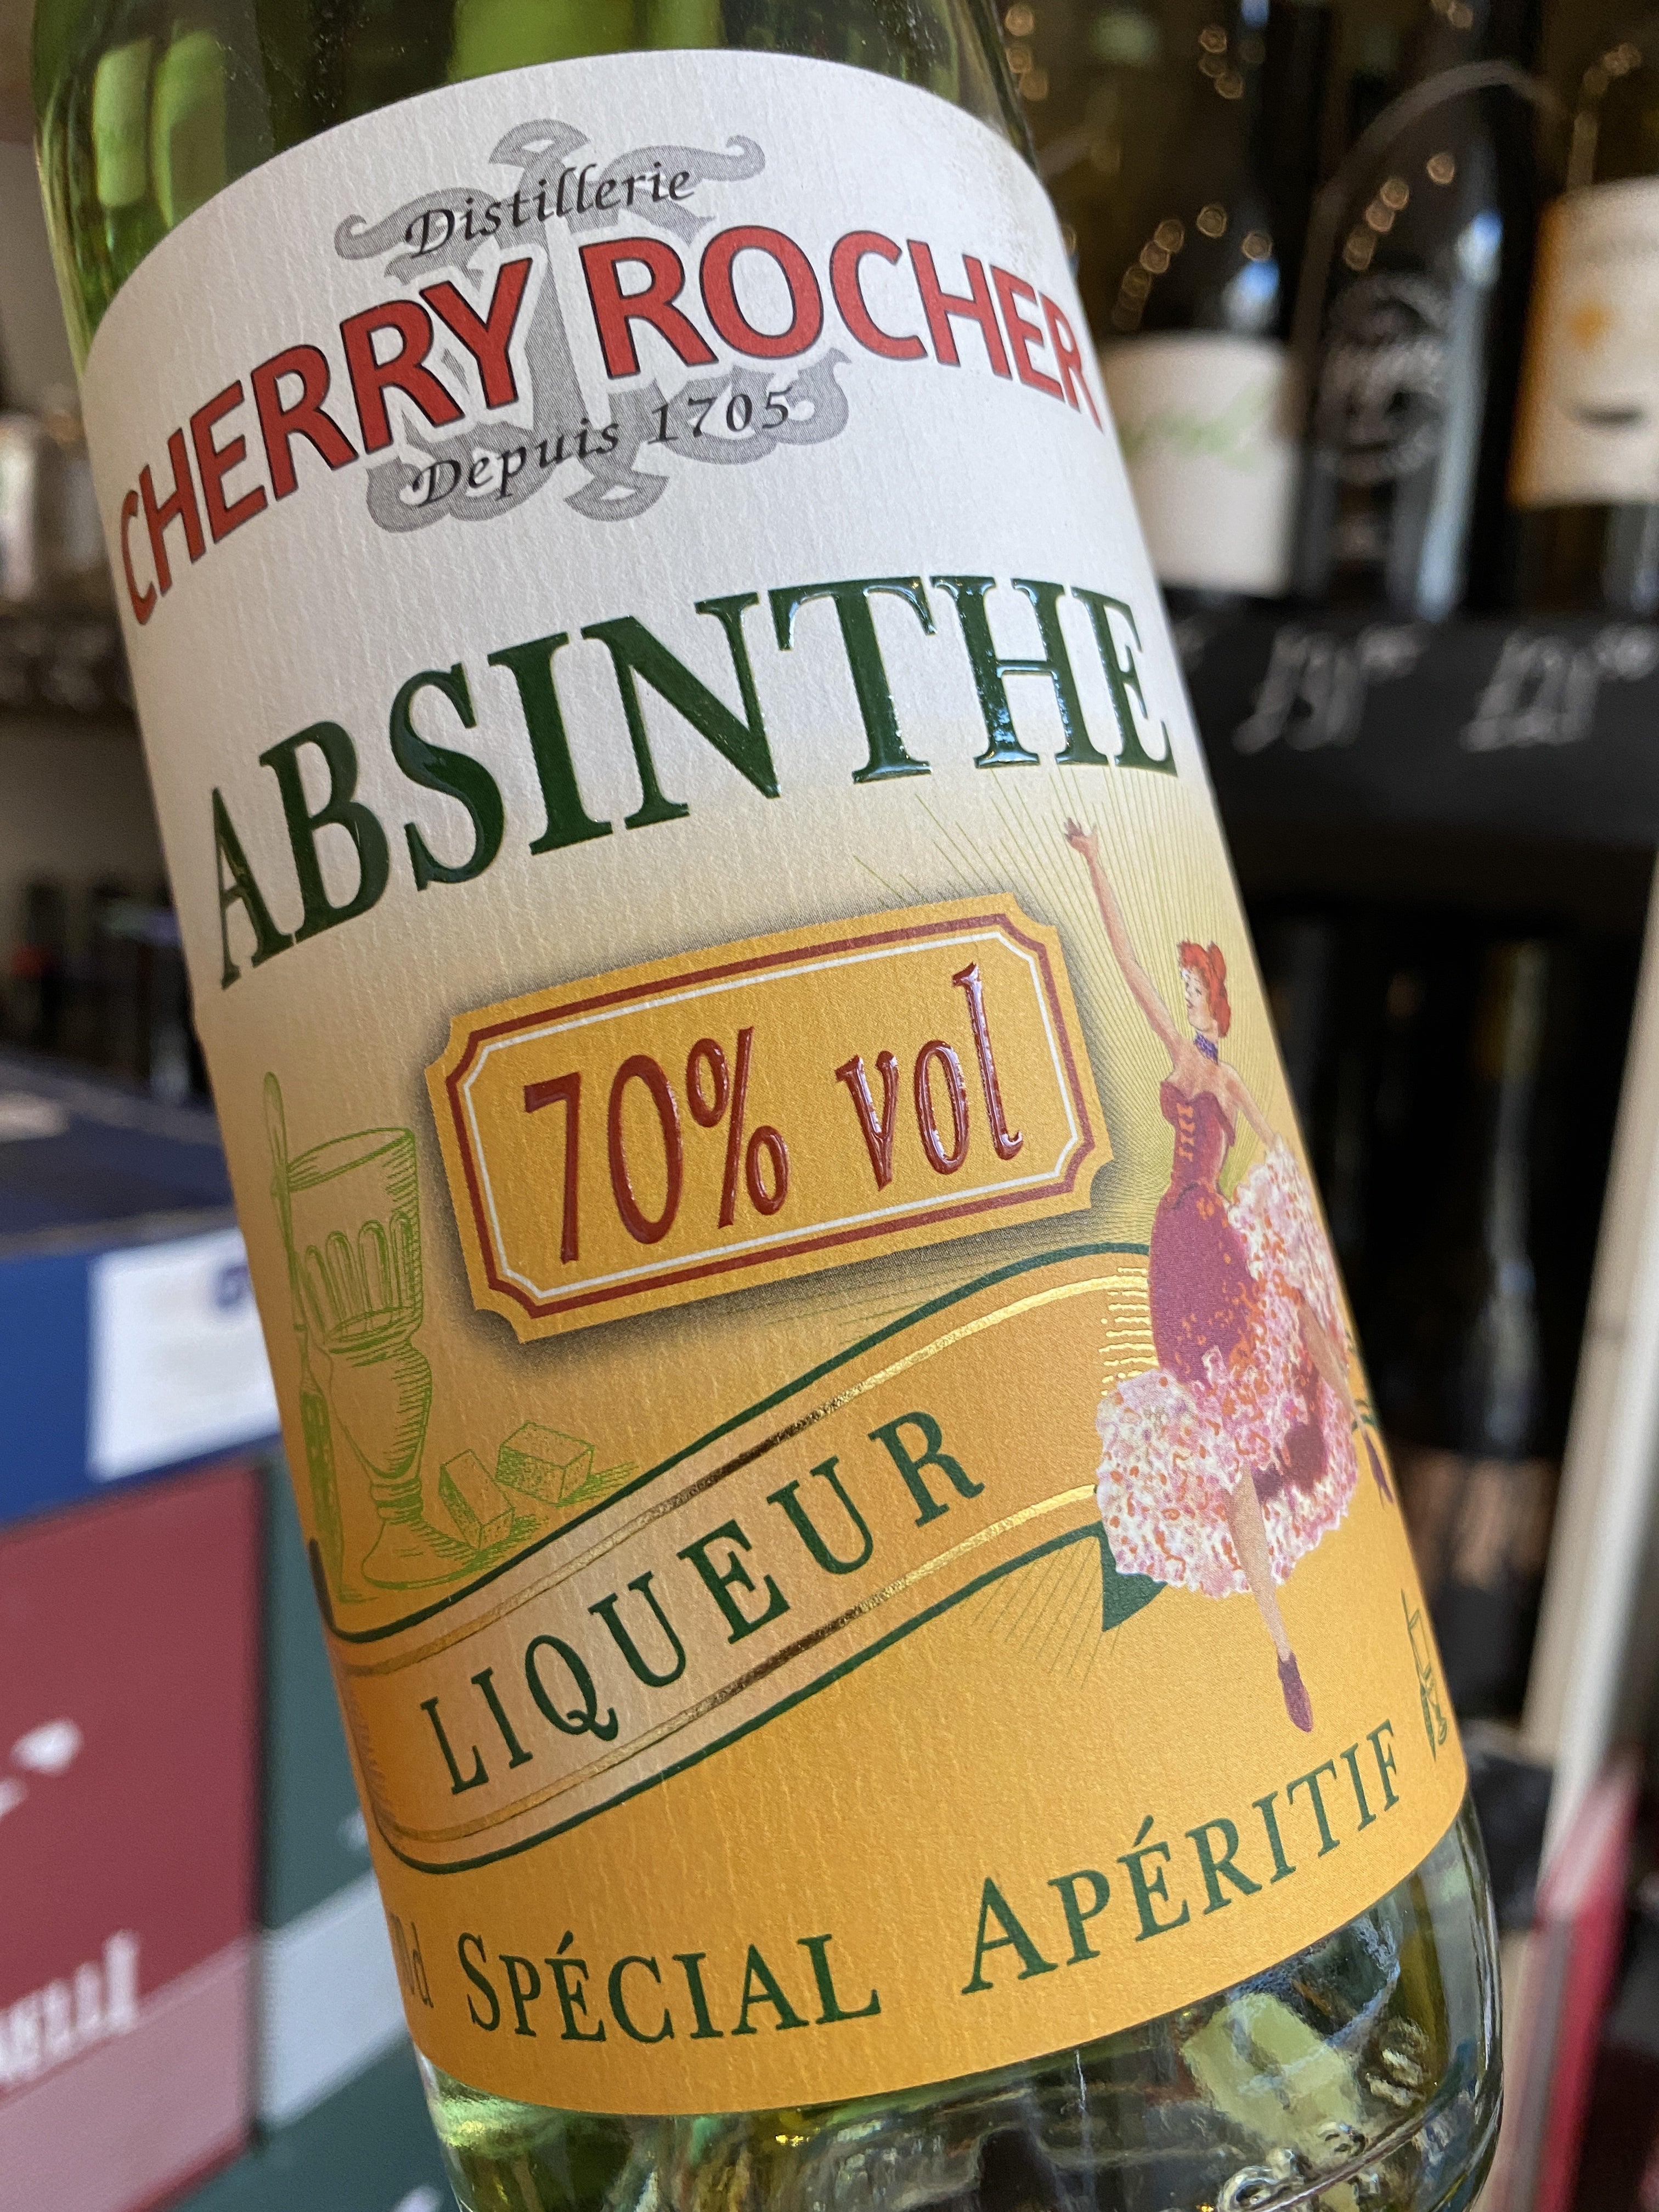 Distillerie
CHERRY ROCHER
Depuis 1705
ABSINTHE
70% vol
LIQUEUR
SPÉCIAL APÉRITIF